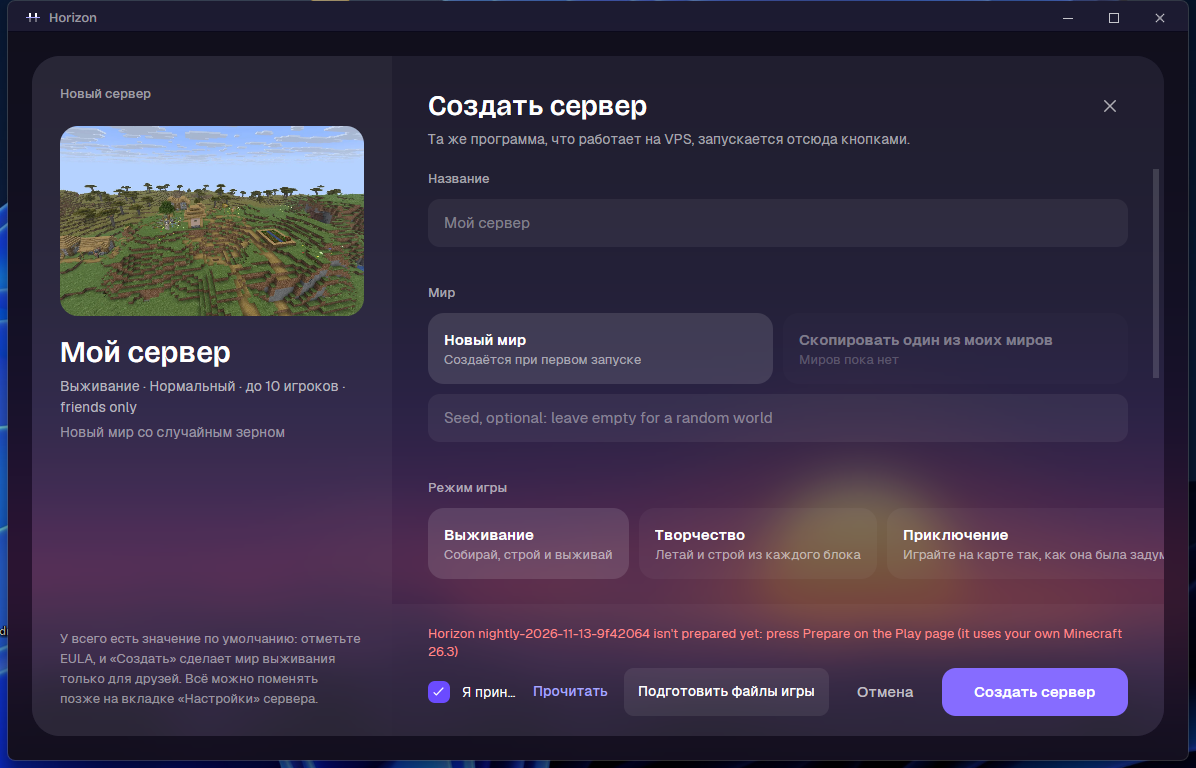 Horizon
Новый сервер
Мой сервер
Выживание · Нормальный · до 10 игроков ·
friends only
Новый мир со случайным зерном
У всего есть значение по умолчанию: отметьте
EULA, и «Создать» сделает мир выживания
только для друзей. Всё можно поменять
позже на вкладке «Настройки» сервера.
Создать сервер
Та же программа, что работает на VPS, запускается отсюда кнопками.
Название
Мой сервер
Мир
Новый мир
Создаётся при первом запуске
Скопировать один из моих миров
Миров пока нет
Seed, optional: leave empty for a random world
Режим игры
Выживание
Собирай, строй и выживай
Творчество
Летай и строй из каждого блока
Приключение
Играйте на карте так, как она была задум
Horizon nightly-2026-11-13-9f42064 isn't prepared yet: press Prepare on the Play page (it uses your own Minecraft
26.3)
Я прин...
Прочитать
Подготовить файлы игры
Отмена
Создать сервер